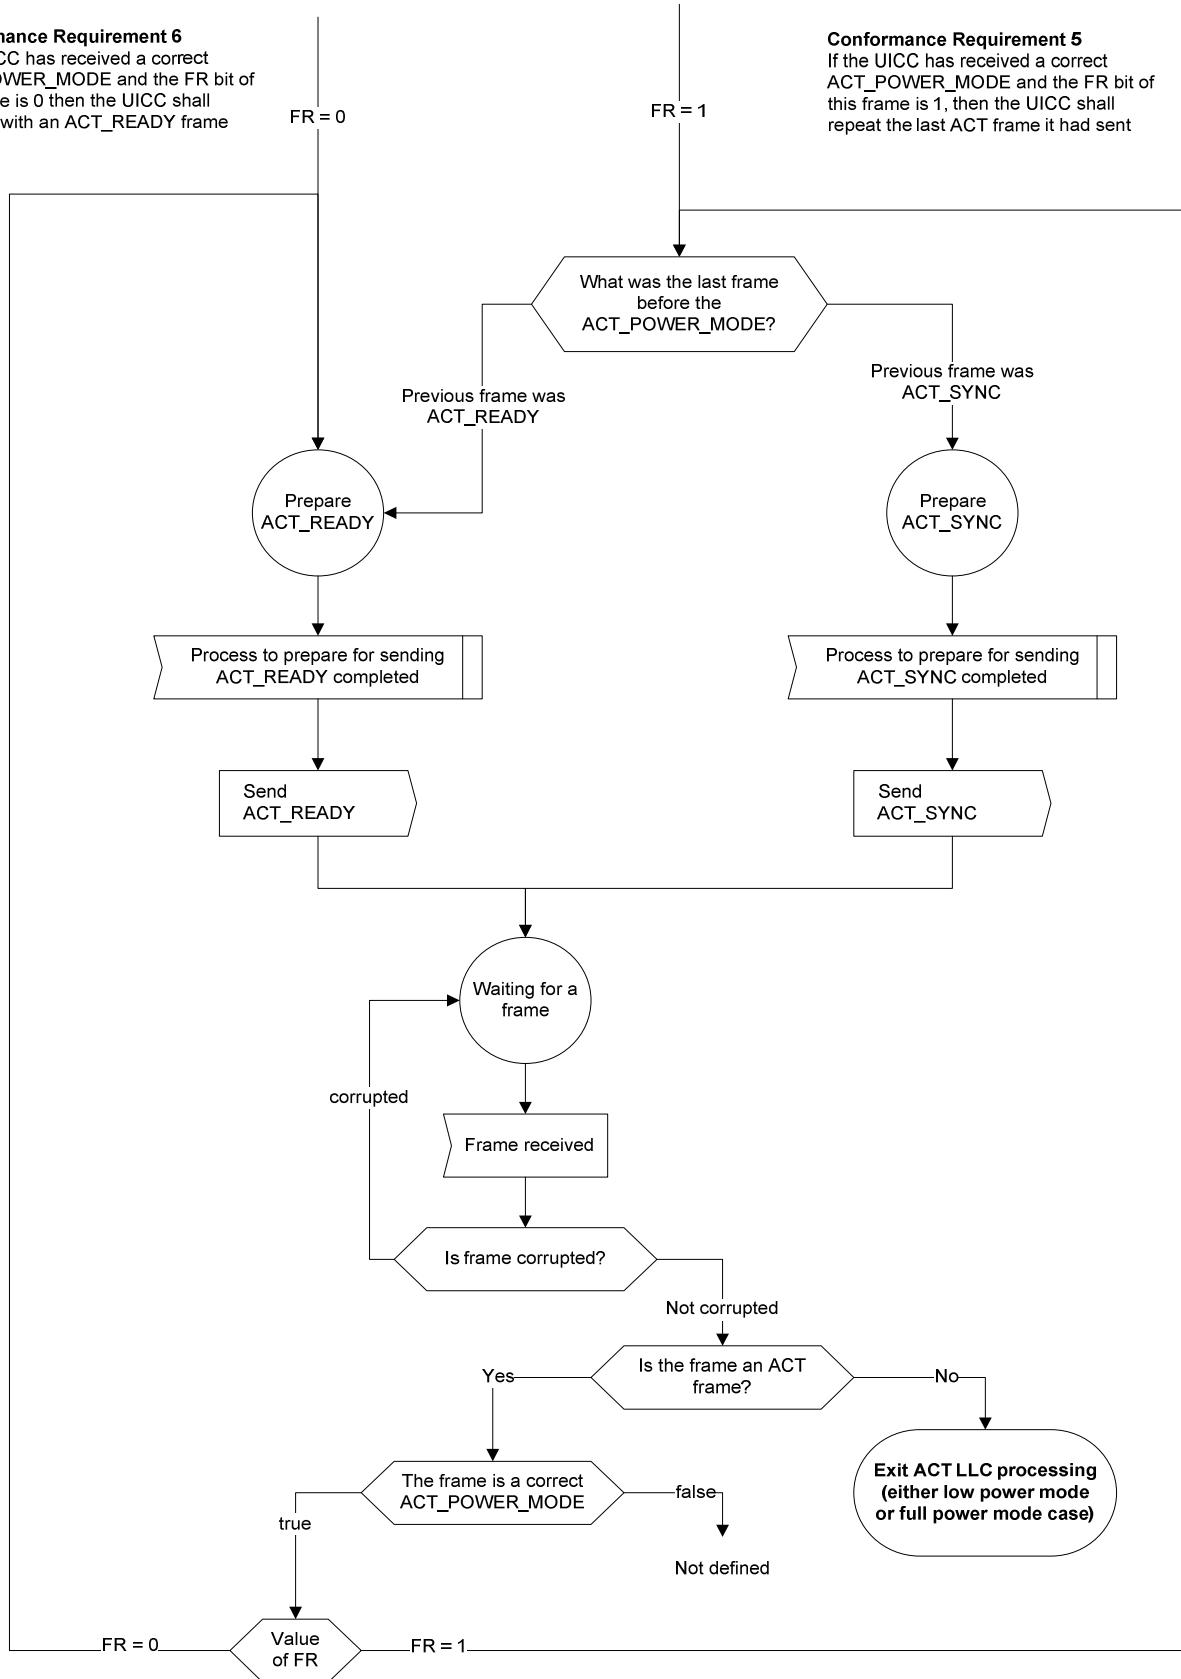 Requirement 6
CC has received a correct
and the FR bit of
e is 0 then the UICC shall
with an ACT_READY frame
FR = 0
FR = 1
Conformance Requirement 5
If the UICC has received a correct
ACT_POWER_MODE and the FR bit of
this frame is 1, then the UICC shall
repeat the last ACT frame it had sent
What was the last frame
before the
ACT_POWER_MODE?
Previous frame was
ACT_READY
Previous frame was
ACT_SYNC
Prepare
ACT_READY
Prepare
ACT_SYNC
Process to prepare for sending
ACT_READY completed
Process to prepare for sending
ACT_SYNC completed
Send
ACT_READY
Send
ACT_SYNC
Waiting for a
frame
corrupted
Frame received
Is frame corrupted?
Not corrupted
Is the frame an ACT
frame?
Yes
No
The frame is a correct
ACT_POWER_MODE
Exit ACT LLC processing
(either low power mode
or full power mode case)
true
false
Not defined
Value
of FR
FR = 0
FR = 1